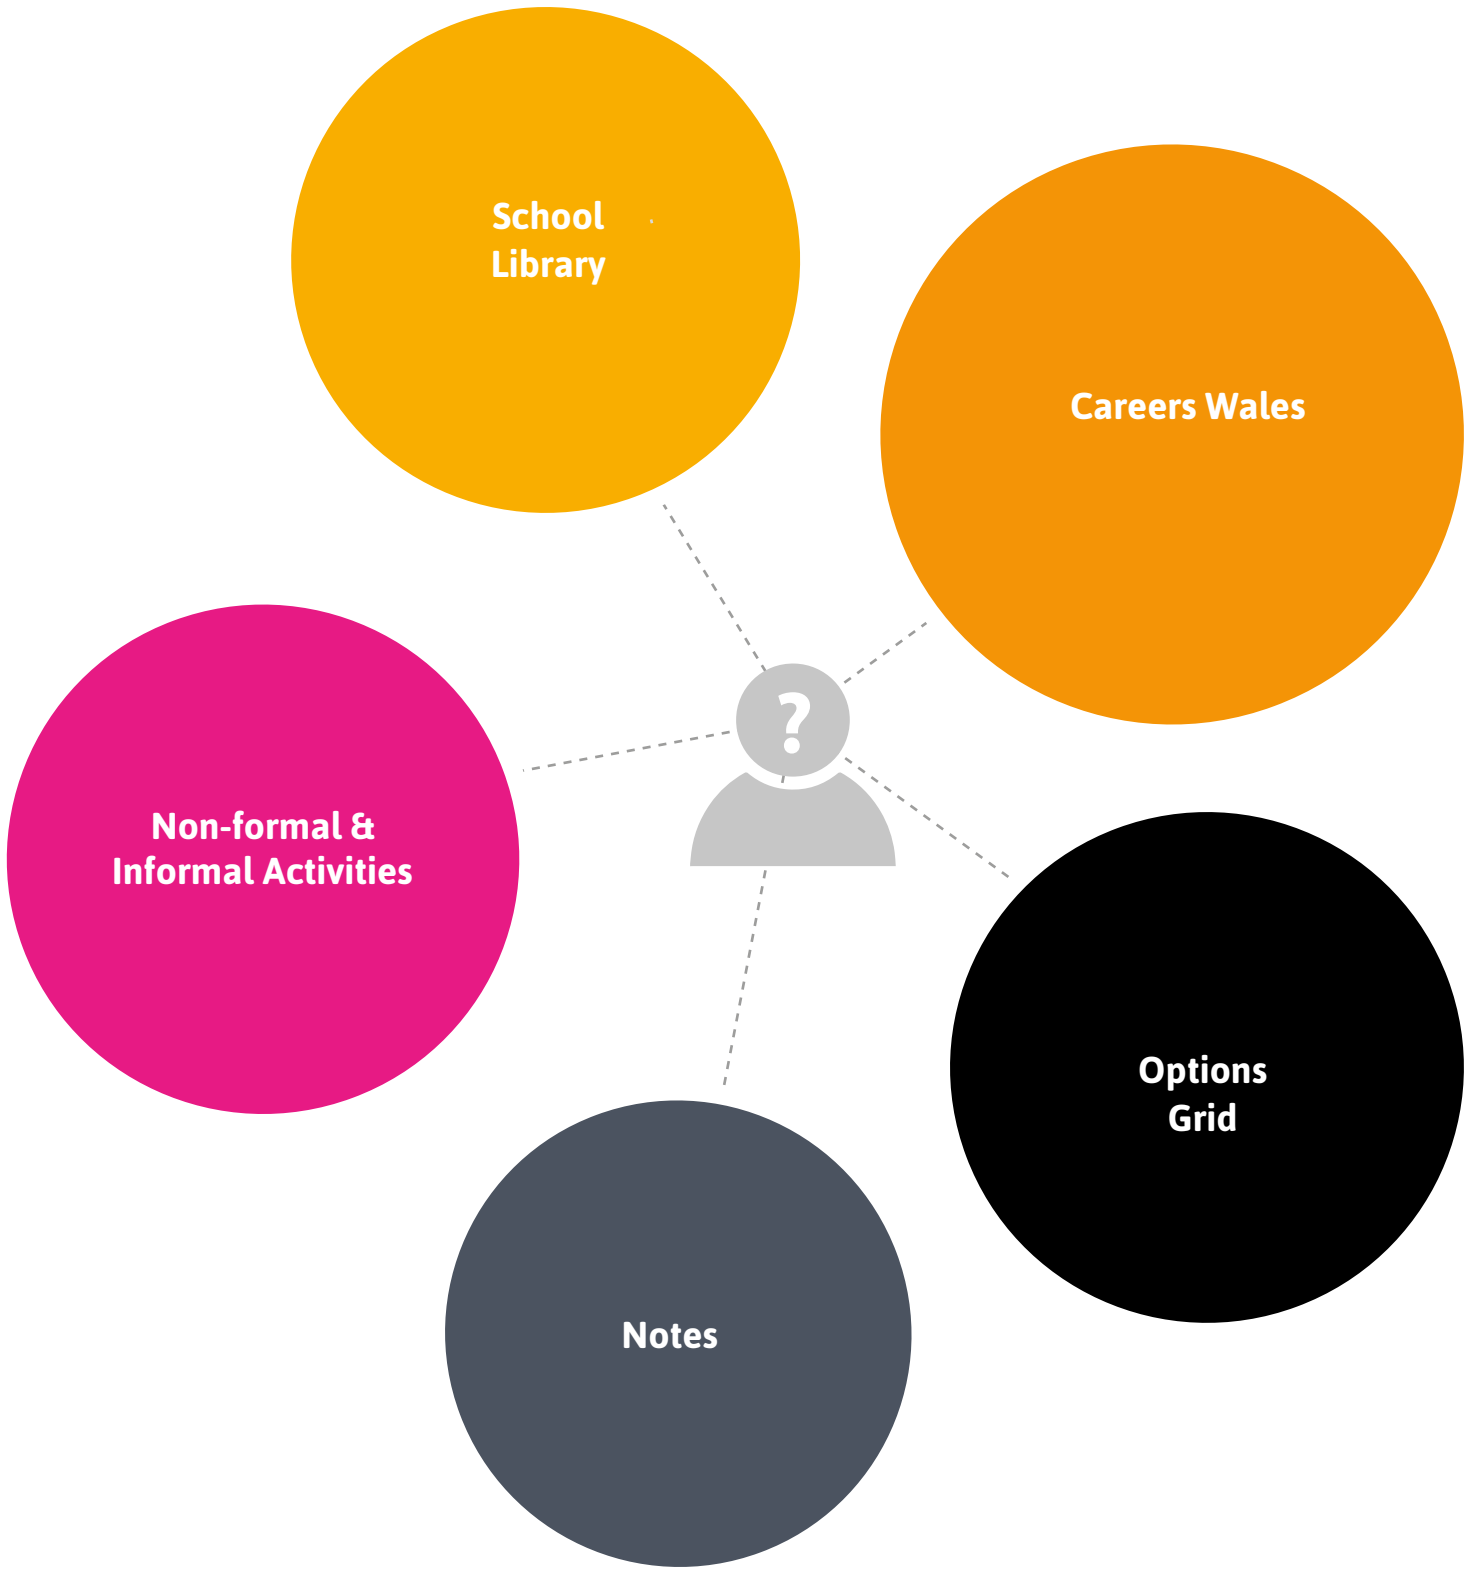 School
Library
Careers Wales
?
Non-formal &
Informal Activities
Options
Grid
Notes